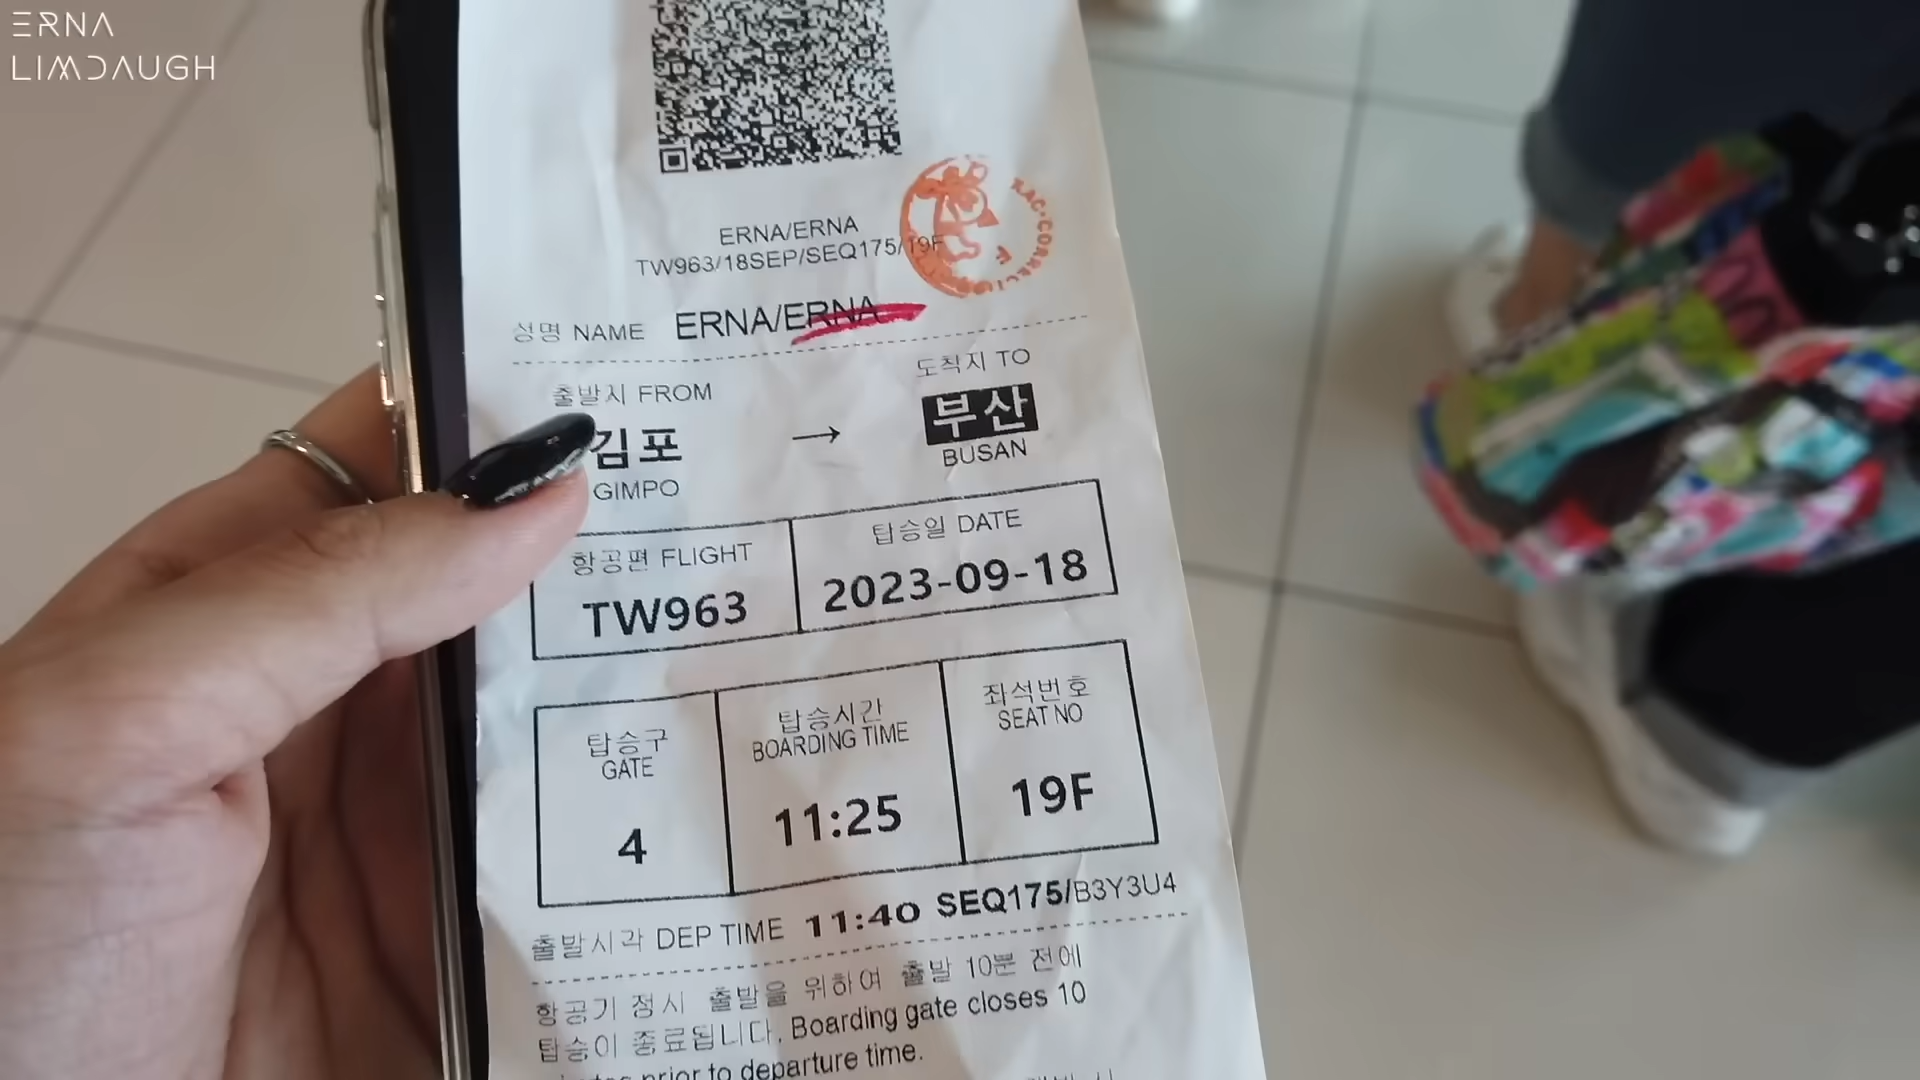 ERNA
LIMDAUGH
ERNA/ERNA
TW963/18SEP/SEQ175/19F
성명 NAME ERNA/ERNA
출발지 FROM
도착지 TO
김포
→
부산
GIMPO
BUSAN
항공편 FLIGHT
탑승일 DATE
TW963
2023-09-18
탑승구
GATE
탑승시간
BOARDING TIME
좌석번호
SEAT NO
4
11:25
19F
출발시각 DEP TIME 11:40 SEQ175/B3Y3U4
항공기 정시 출발을 위하여 출발 10분 전에
탑승이 종료됩니다. Boarding gate closes 10
prior to departure time.